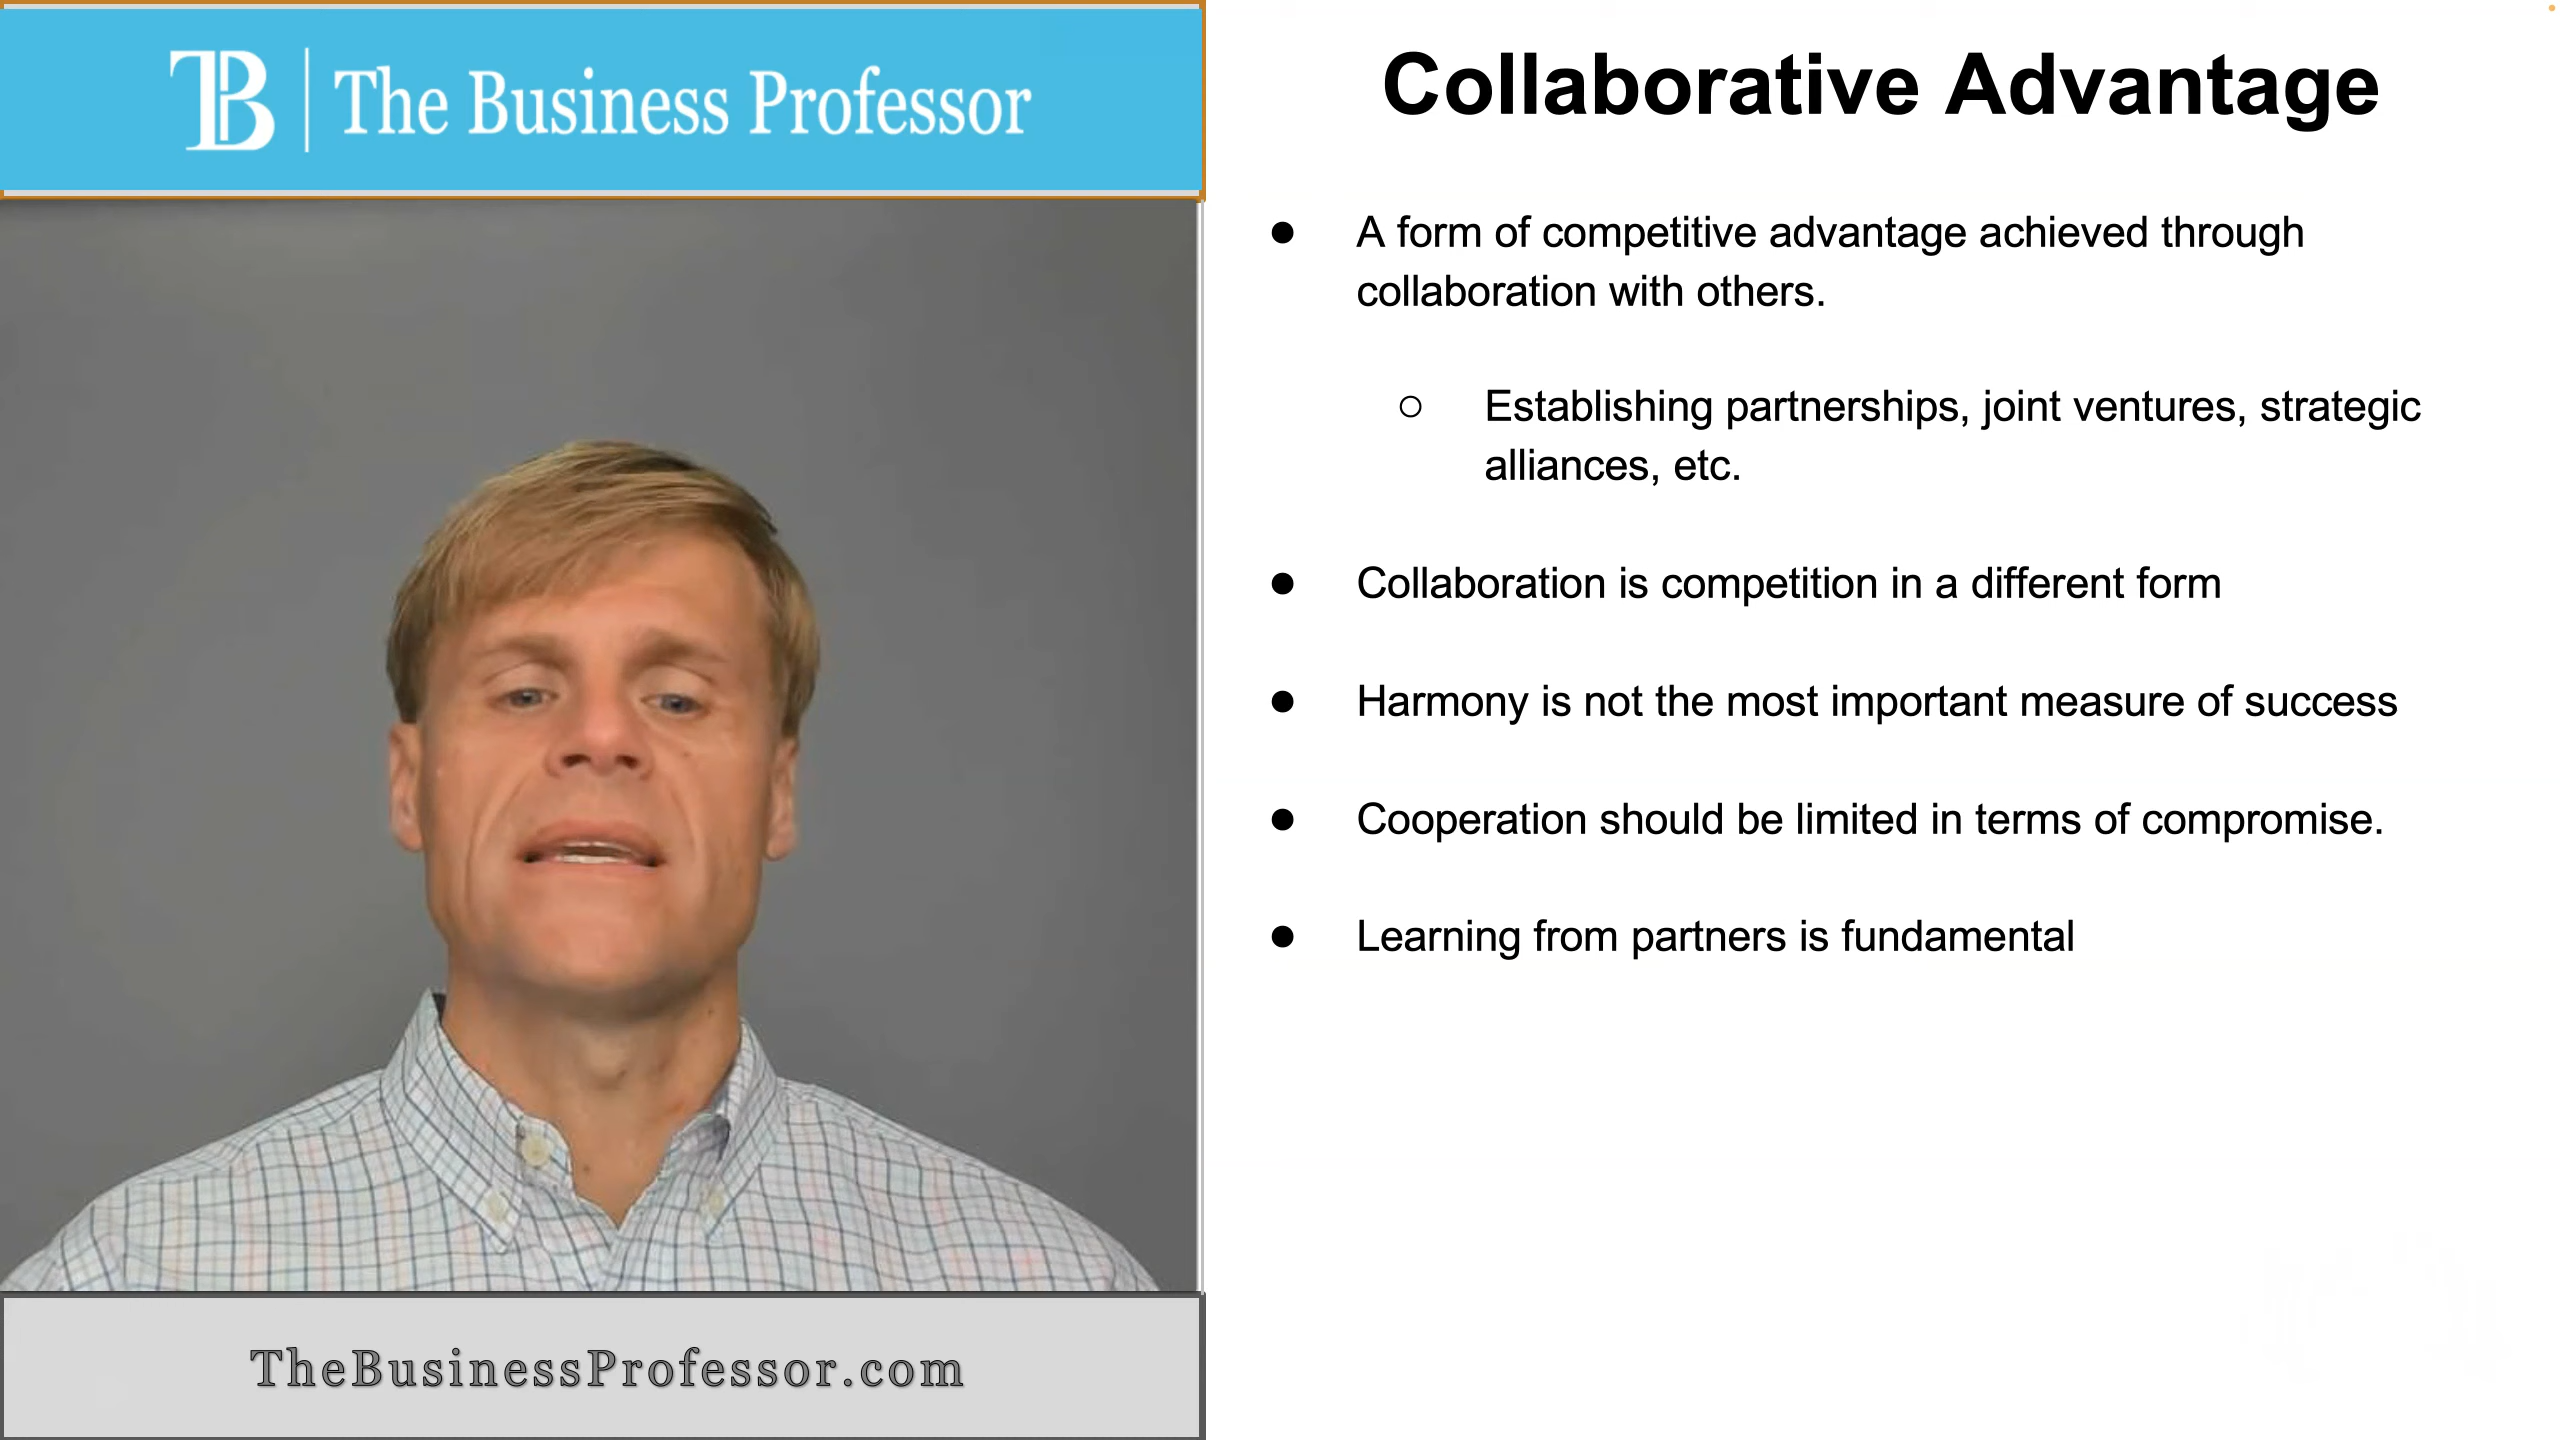 TB
The Business Professor
Collaborative Advantage
● A form of competitive advantage achieved through
collaboration with others.
○ Establishing partnerships, joint ventures, strategic
alliances, etc.
● Collaboration is competition in a different form
● Harmony is not the most important measure of success
● Cooperation should be limited in terms of compromise.
● Learning from partners is fundamental
TheBusinessProfessor.com